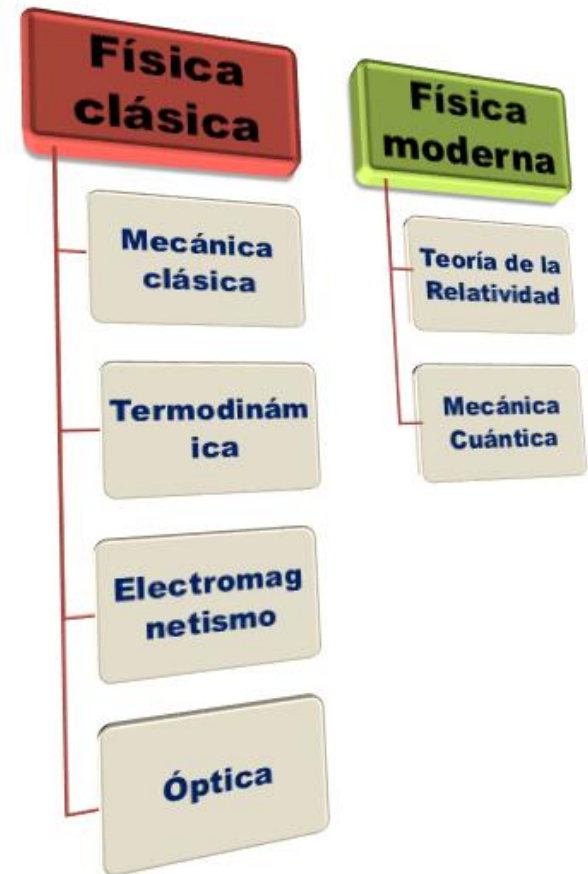 Física
clásica
Mecánica
clásica
Termodinám
ica
Electromag
netismo
Óptica
Física
moderna
Teoría de la
Relatividad
Mecánica
Cuántica